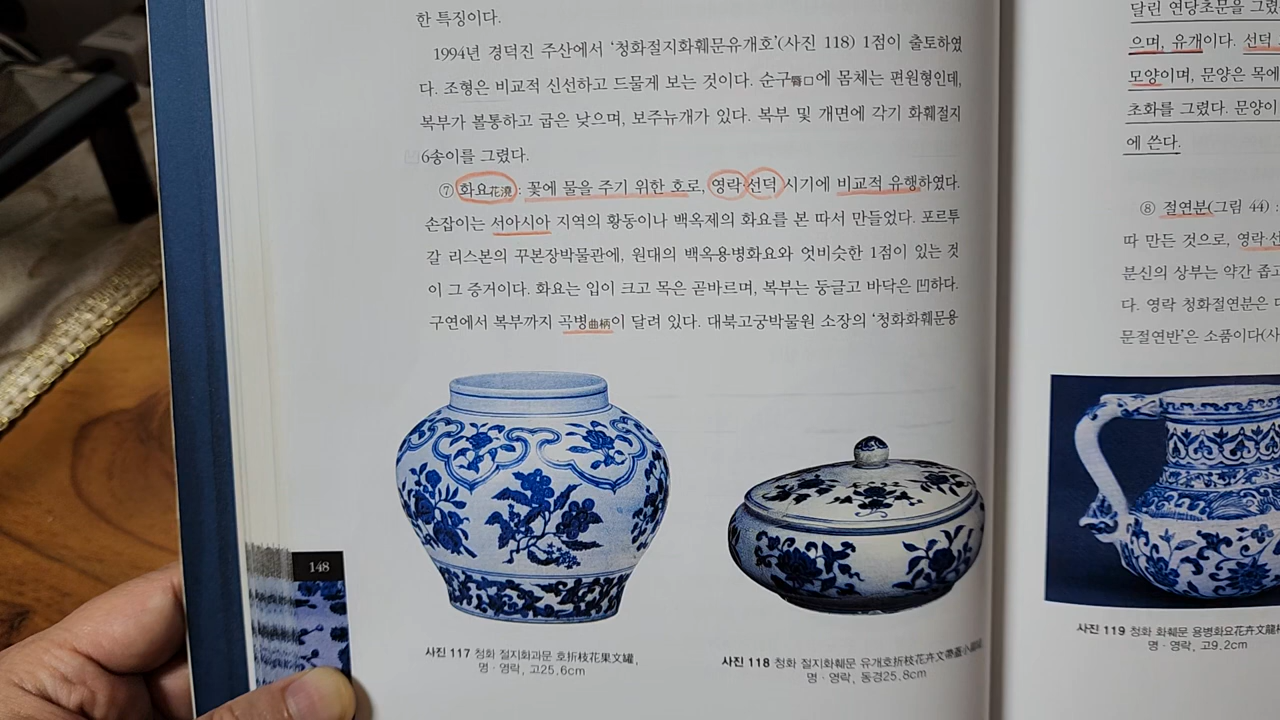 한 특징이다.
1994년 경덕진 주산에서 '청화절지화훼문유개호'(사진 118) 1점이 출토하였
다. 조형은 비교적 신선하고 드물게 보는 것이다. 순구脣口에 몸체는 편원형인데,
복부가 볼통하고 굽은 낮으며, 보주뉴개가 있다. 복부 및 개면에 각기 화훼절지
6송이를 그렸다.
⑦ 화요花澆 : 꽃에 물을 주기 위한 호로, 영락·선덕 시기에 비교적 유행하였다.
손잡이는 서아시아 지역의 황동이나 백옥제의 화요를 본 따서 만들었다. 포르투
갈 리스본의 꾸본장박물관에, 원대의 백옥용병화요와 엇비슷한 1점이 있는 것
이 그 증거이다. 화요는 입이 크고 목은 곧바르며, 복부는 둥글고 바닥은 凹하다.
구연에서 복부까지 곡병曲柄이 달려 있다. 대북고궁박물원 소장의 '청화화훼문용
사진 117 청화 절지화과문 호折枝花果文罐,
명·영락, 고25.6cm
사진 118 청화 절지화훼문 유개호折枝花卉文帶蓋
명·영락, 동경25.8cm
148
달린 연당초문을 그렸
으며, 유개이다. 선덕
모양이며, 문양은 목에
초화를 그렸다. 문양이
에 쓴다.
⑧ 절연분(그림 44) :
따 만든 것으로, 영락·선
분신의 상부는 약간 좁고
다. 영락 청화절연분은
문절연반'은 소품이다(사
사진 119 청화 화훼문 용병화요花卉文龍柄
명·영락, 고9.2cm